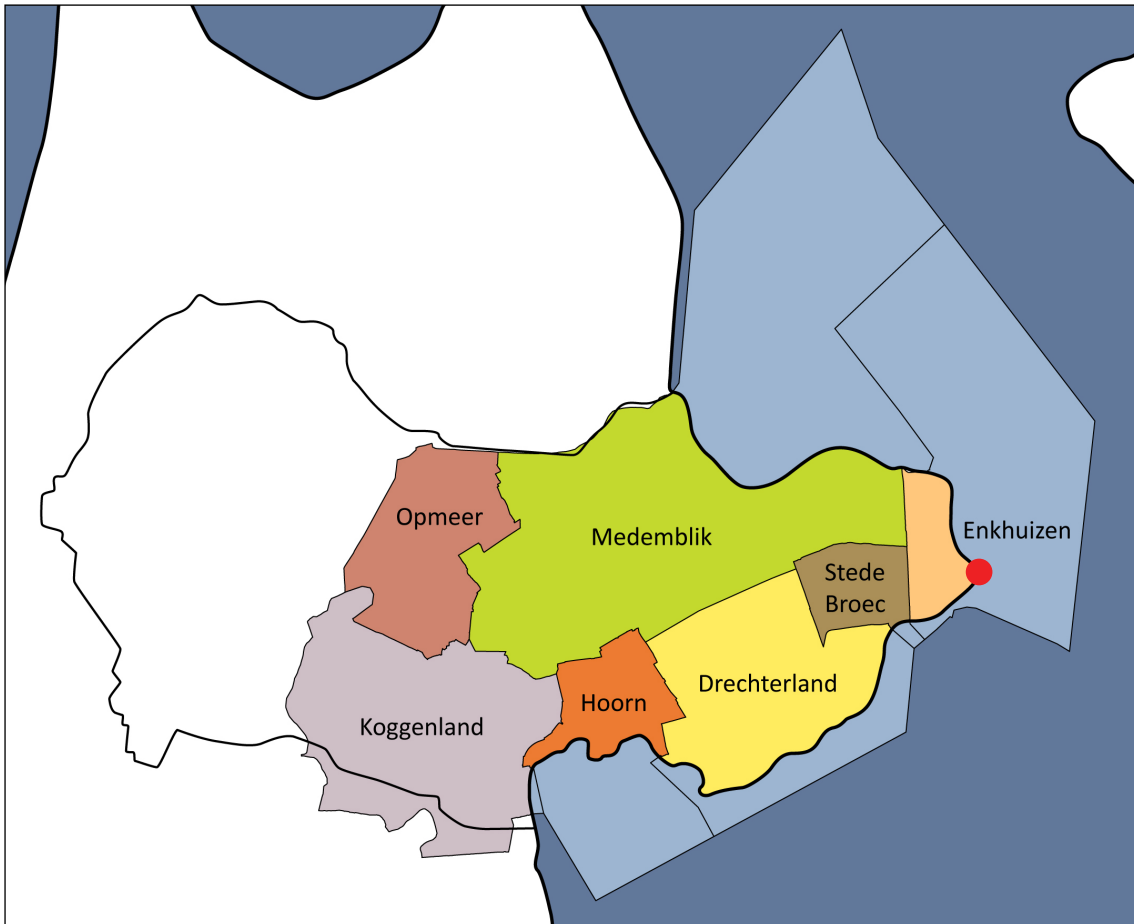 Opmeer
Medemblik
Enkhuizen
Stede
Broec
Drechterland
Hoorn
Koggenland